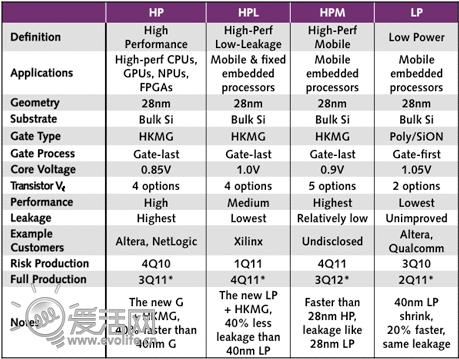 HP HPL HPM LP
Definition High Performance High-Perf Low-Leakage High-Perf Mobile Low Power
Applications High-perf CPUs, GPUs, NPUs, FPGAs Mobile & fixed embedded processors Mobile embedded processors Mobile embedded processors
Geometry 28nm 28nm 28nm 28nm
Substrate Bulk Si Bulk Si Bulk Si Bulk Si
Gate Type HKMG HKMG HKMG Poly/SiON
Gate Process Gate-last Gate-last Gate-last Gate-first
Core Voltage 0.85V 1.0V 0.9V 1.05V
Transistor Vt 4 options 4 options 5 options 2 options
Performance High Medium Highest Lowest
Leakage Highest Lowest Relatively low Unimproved
Example Customers Altera, NetLogic Xilinx Undisclosed Altera, Qualcomm
Risk Production 4Q10 1Q11 4Q11 3Q10
Full Production 3Q11* 4Q11* 3Q12* 2Q11*
Notes The new G + HKMG, 40% faster than 40nm G The new LP + HKMG, 40% less leakage than 40nm LP Faster than 28nm HP, leakage like 28nm LP 40nm LP shrink, 20% faster, same leakage
爱活网
www.evolife.cn